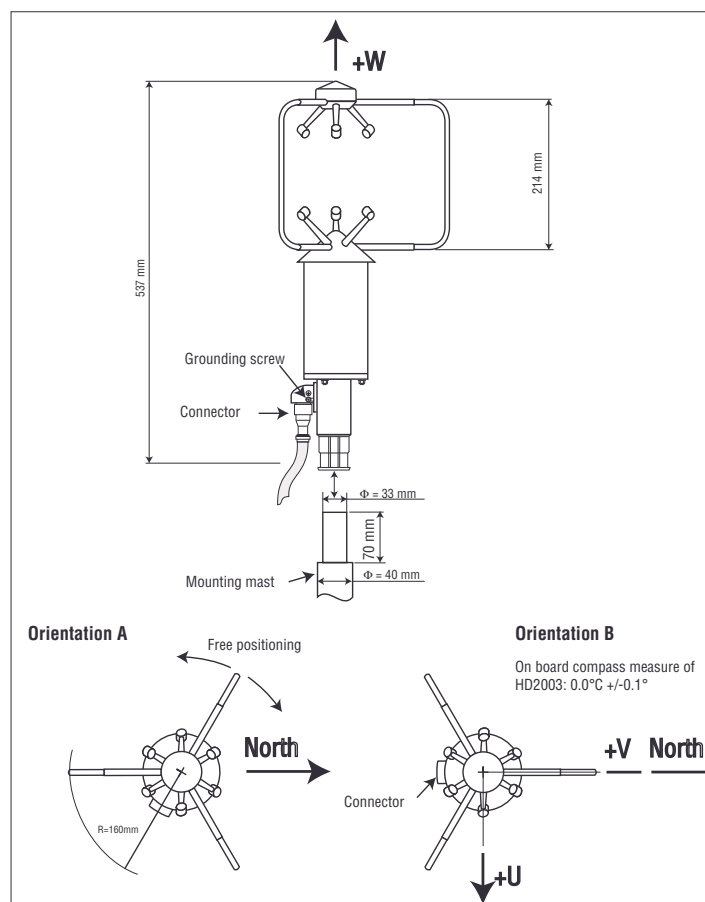 +W
537 mm
214 mm
Grounding screw
Connector
Φ = 33 mm
70 mm
Mounting mast
Φ = 40 mm
Orientation A
Free positioning
North
R=160mm
Orientation B
On board compass measure of
HD2003: 0.0°C +/-0.1°
+V North
Connector
+U